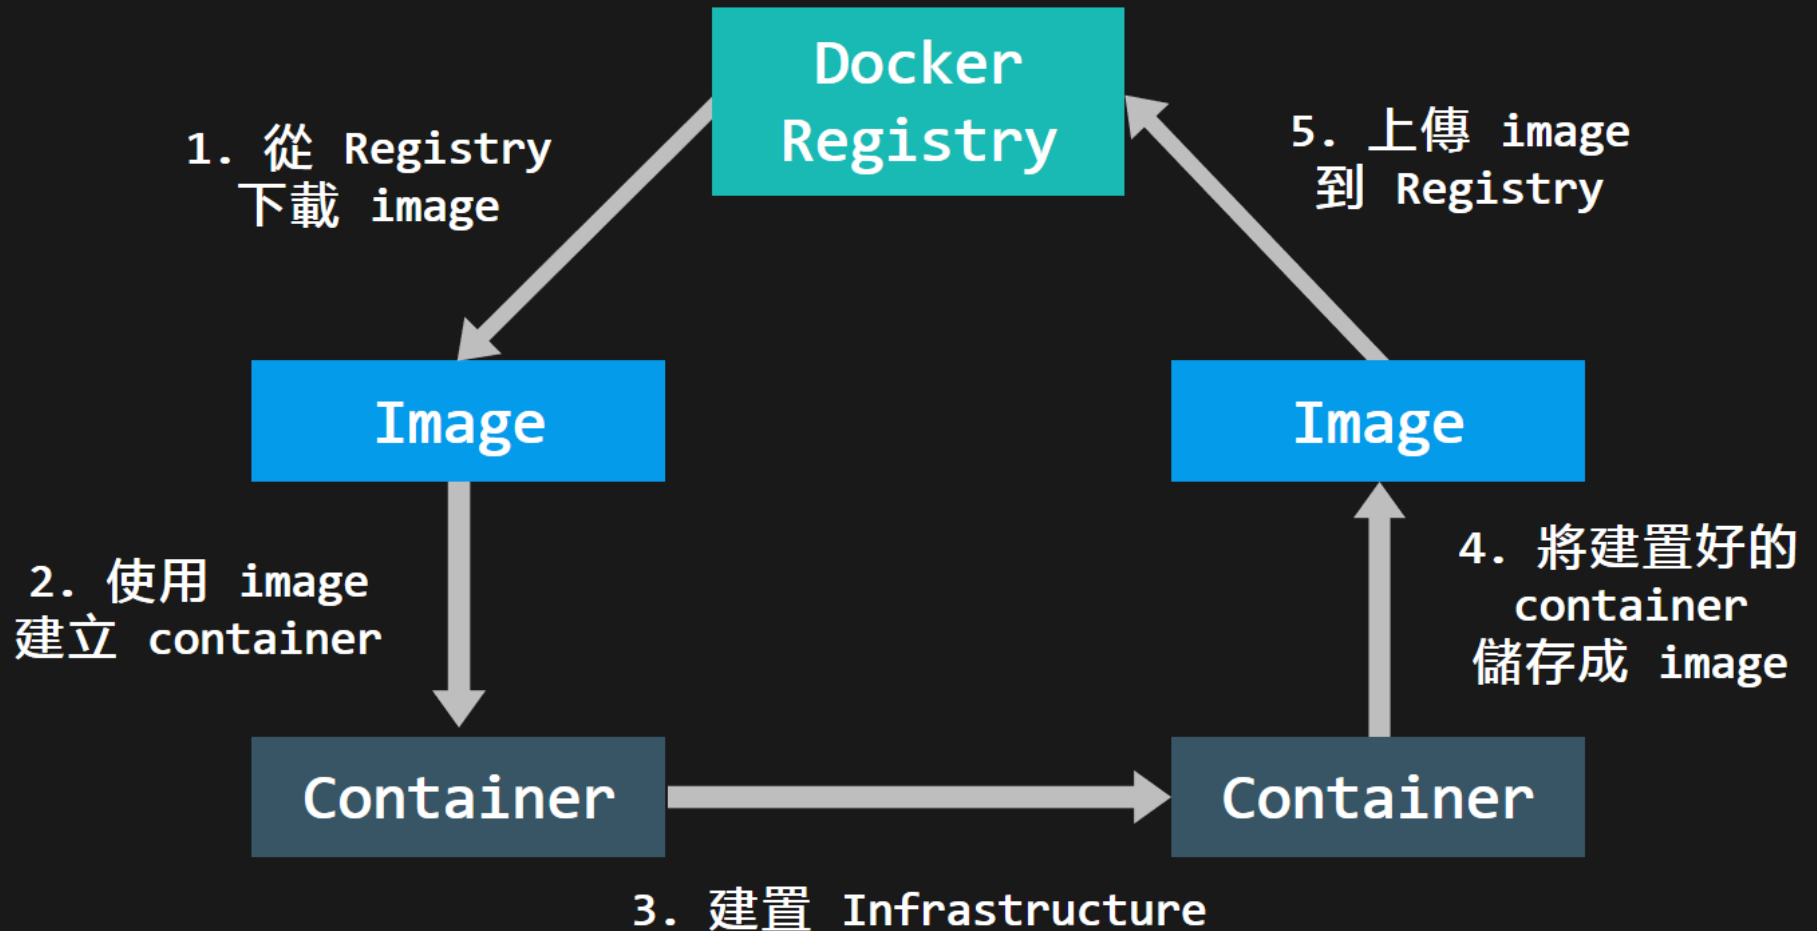 Docker
Registry
1. 從 Registry
下載 image
5. 上傳 image
到 Registry
Image
Image
2. 使用 image
建立 container
4. 將建置好的
container
儲存成 image
Container
Container
3. 建置 Infrastructure